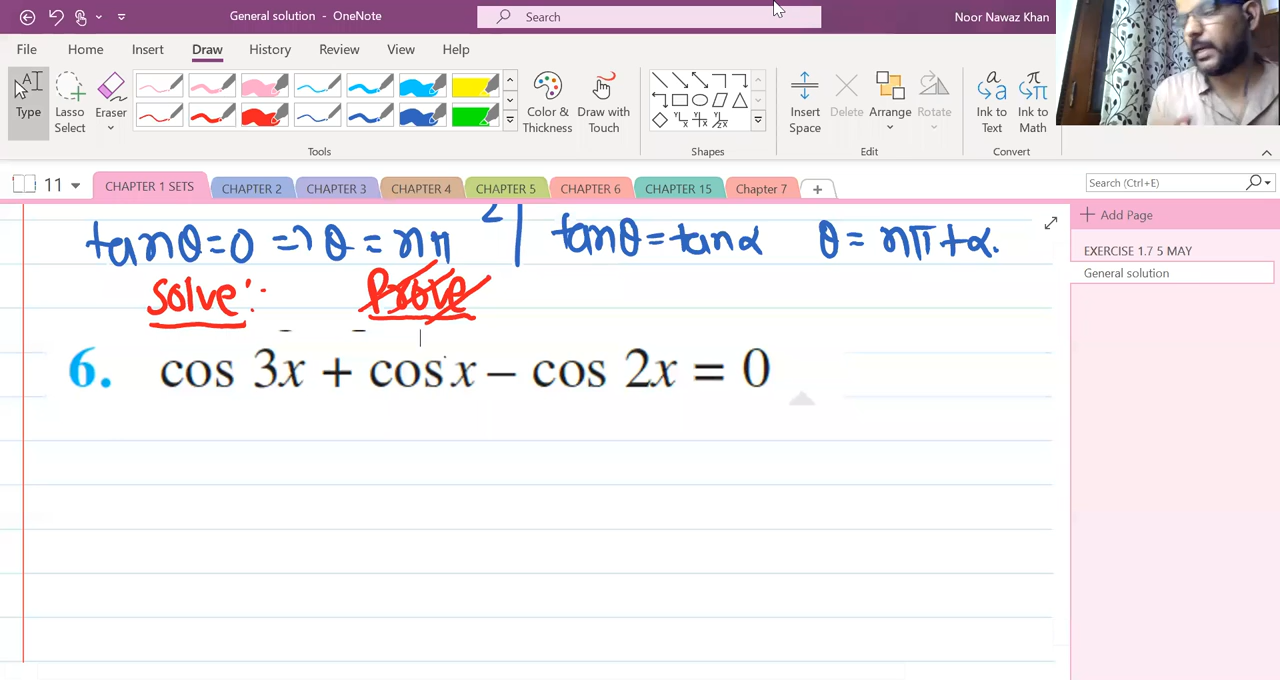 General solution - OneNote
Search
Noor Nawaz Khan
File Home Insert Draw History Review View Help
Type
Lasso Select
Eraser
Color & Thickness
Draw with Touch
Insert Space
Delete
Arrange
Rotate
Ink to Text
Ink to Math
Tools
Shapes
Edit
Convert
11
CHAPTER 1 SETS CHAPTER 2 CHAPTER 3 CHAPTER 4 CHAPTER 5 CHAPTER 6 CHAPTER 15 Chapter 7
Search (Ctrl+E)
Add Page
EXERCISE 1.7 5 MAY
General solution
tanθ=0 => θ = nπ 2 | tanθ = tanα θ = nπ+α.
Solve:- Prove
6. cos 3x + cos x – cos 2x = 0